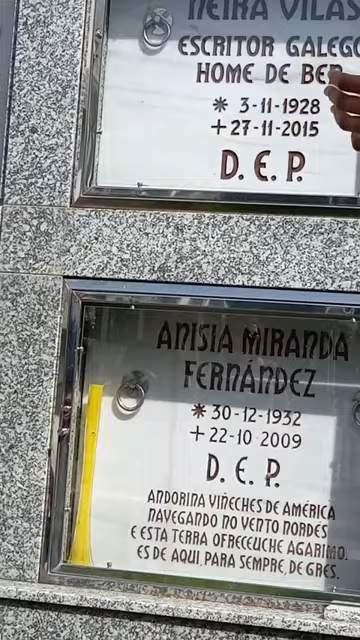 NEIRA VILAS
ESCRITOR GALEGO
HOME DE
* 3-11-1928
+ 27-11-2015
D. E. P.
ANISIA MIRANDA
FERNÁNDEZ
* 30-12-1932
+ 22-10-2009
D. E. P.
ANDORIÑA VIÑECHES DE AMÉRICA
NAVEGANDO NO VENTO NORDÉS
E ESTA TERRA OFRECEUCHE AGARIMO.
ES DE AQUI, PARA SEMPRE, DE GRES.